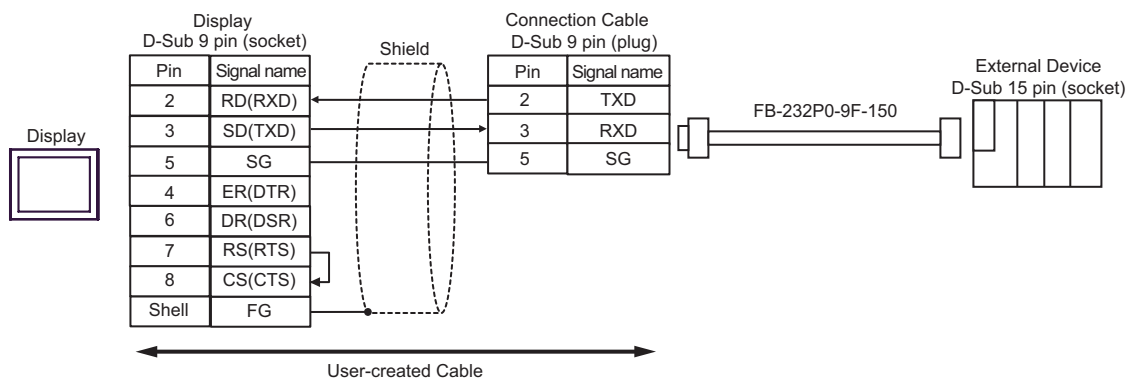 Display
D-Sub 9 pin (socket)
Pin Signal name
2 RD(RXD)
3 SD(TXD)
5 SG
4 ER(DTR)
6 DR(DSR)
7 RS(RTS)
8 CS(CTS)
Shell FG
Shield
Connection Cable
D-Sub 9 pin (plug)
Pin Signal name
2 TXD
3 RXD
5 SG
FB-232P0-9F-150
External Device
D-Sub 15 pin (socket)
Display
User-created Cable